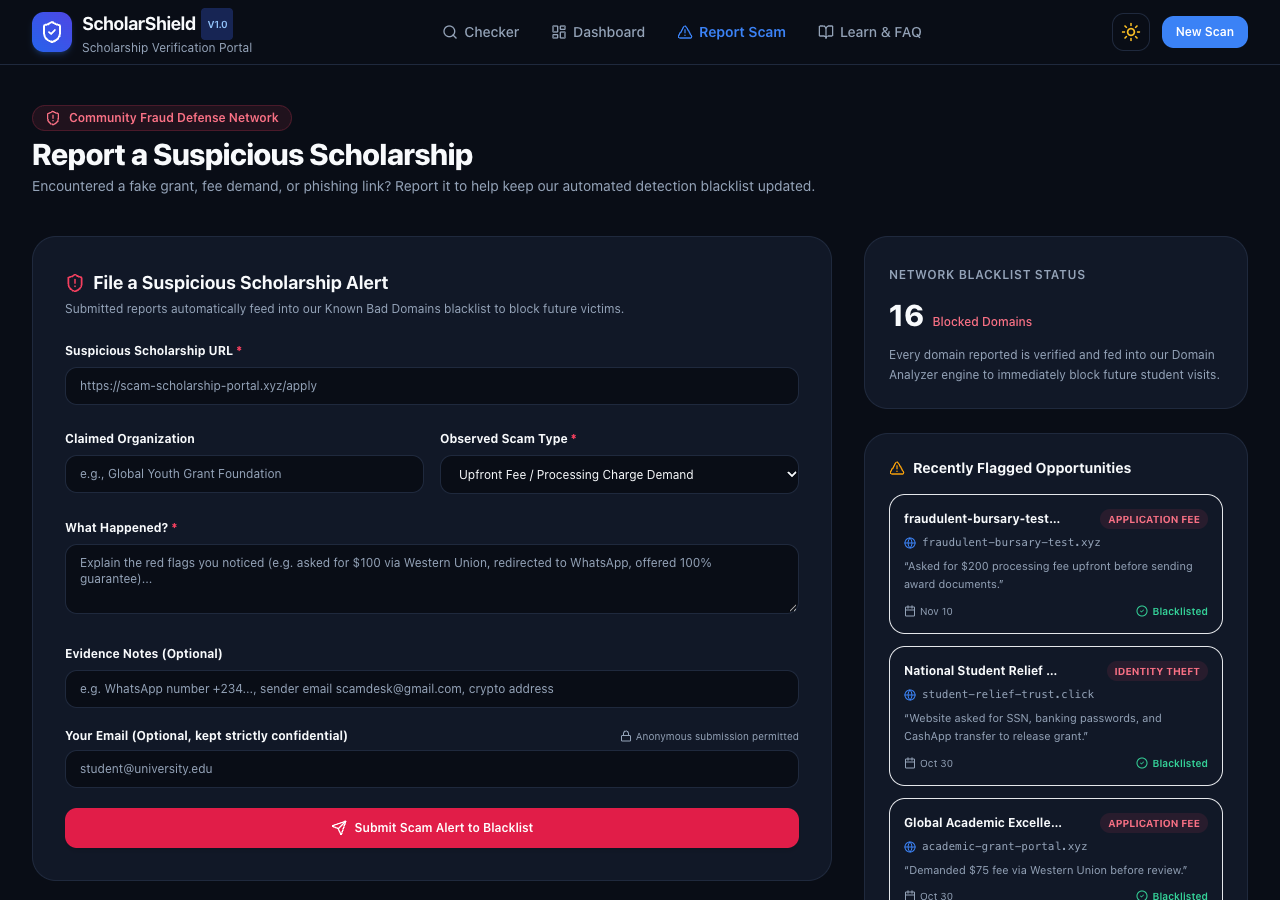 ScholarShield
V1.0
Scholarship Verification Portal
Checker
Dashboard
Report Scam
Learn & FAQ
New Scan
Community Fraud Defense Network
Report a Suspicious Scholarship
Encountered a fake grant, fee demand, or phishing link? Report it to help keep our automated detection blacklist updated.
File a Suspicious Scholarship Alert
Submitted reports automatically feed into our Known Bad Domains blacklist to block future victims.
Suspicious Scholarship URL *
https://scam-scholarship-portal.xyz/apply
Claimed Organization
e.g., Global Youth Grant Foundation
Observed Scam Type *
Upfront Fee / Processing Charge Demand
What Happened? *
Explain the red flags you noticed (e.g. asked for $100 via Western Union, redirected to WhatsApp, offered 100%
guarantee)...
Evidence Notes (Optional)
e.g. WhatsApp number +234..., sender email scamdesk@gmail.com, crypto address
Your Email (Optional, kept strictly confidential)
Anonymous submission permitted
student@university.edu
Submit Scam Alert to Blacklist
NETWORK BLACKLIST STATUS
16 Blocked Domains
Every domain reported is verified and fed into our Domain
Analyzer engine to immediately block future student visits.
Recently Flagged Opportunities
fraudulent-bursary-test...
APPLICATION FEE
fraudulent-bursary-test.xyz
“Asked for $200 processing fee upfront before sending
award documents.”
Nov 10
Blacklisted
National Student Relief ...
IDENTITY THEFT
student-relief-trust.click
“Website asked for SSN, banking passwords, and
CashApp transfer to release grant.”
Oct 30
Blacklisted
Global Academic Excelle...
APPLICATION FEE
academic-grant-portal.xyz
“Demanded $75 fee via Western Union before review.”
Oct 30
Blacklisted